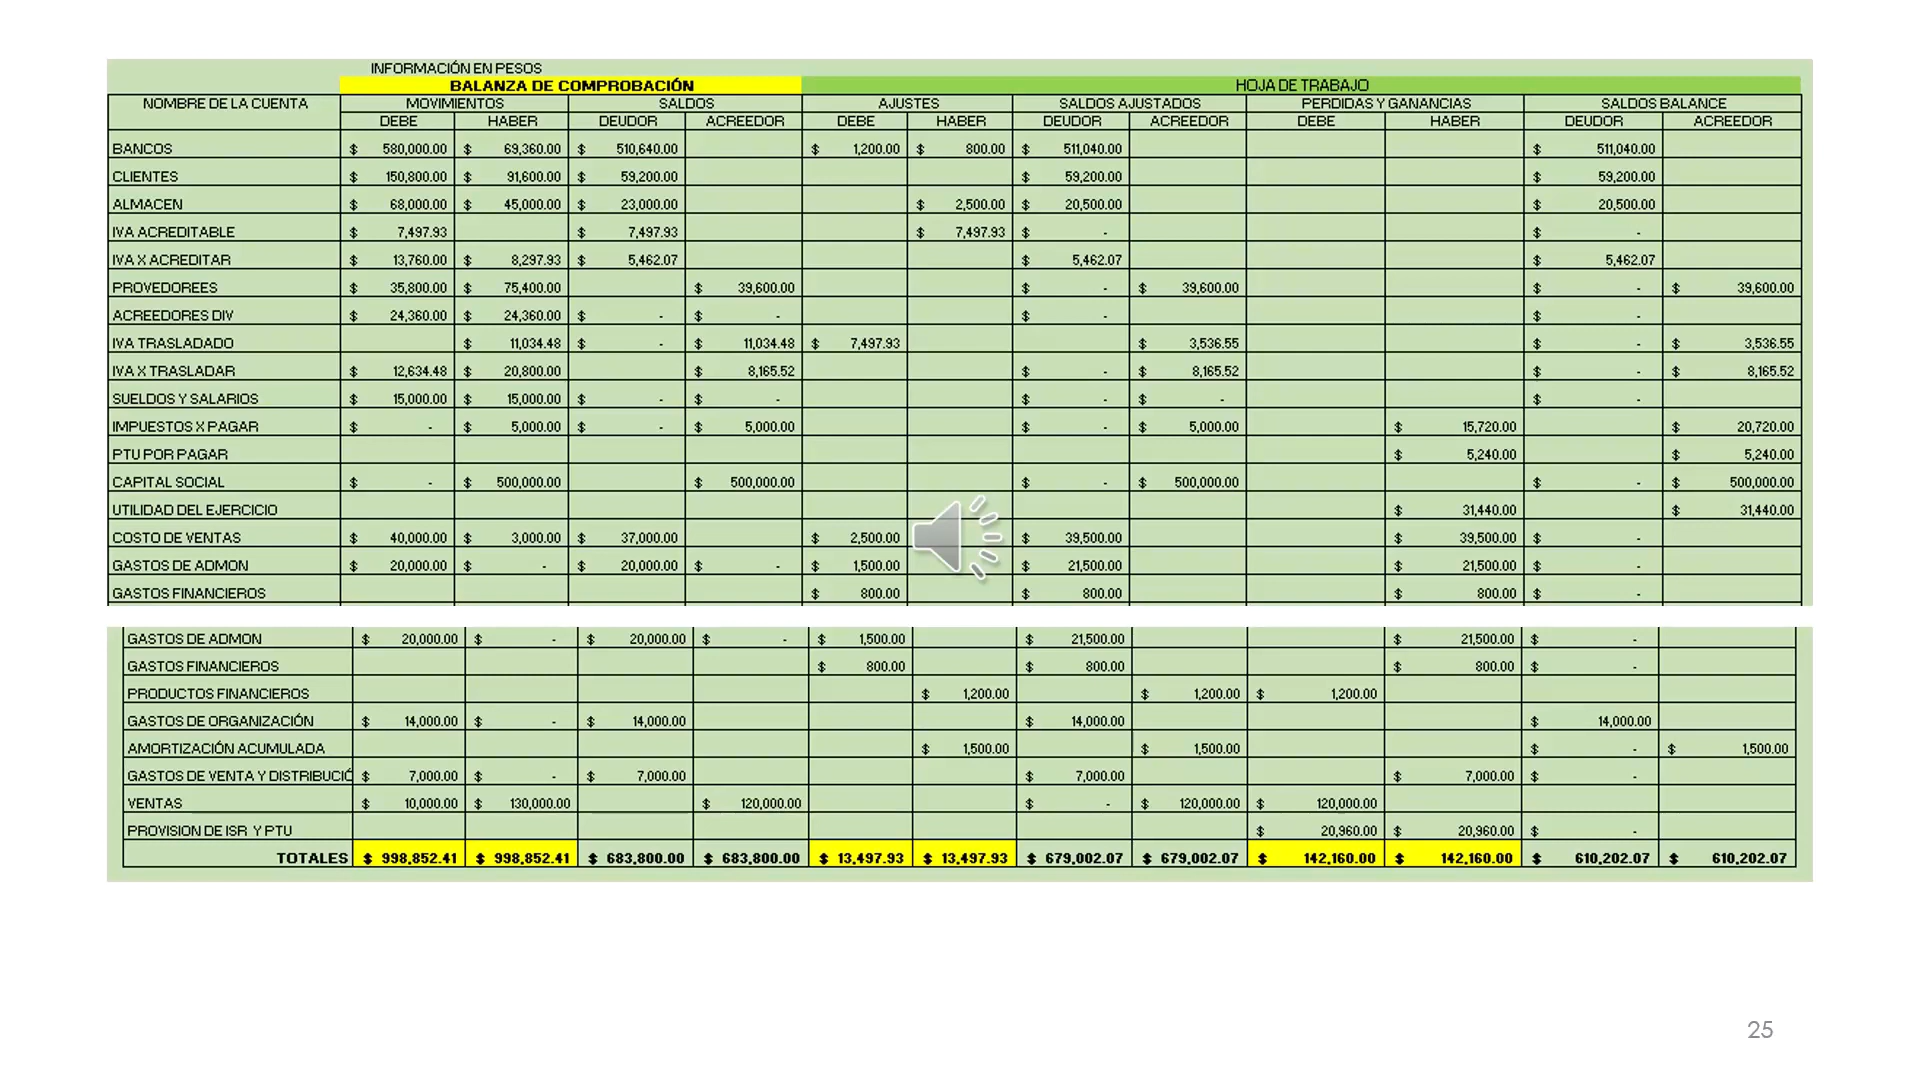 INFORMACIÓN EN PESOS
BALANZA DE COMPROBACIÓN HOJA DE TRABAJO
NOMBRE DE LA CUENTA MOVIMIENTOS SALDOS AJUSTES SALDOS AJUSTADOS PERDIDAS Y GANANCIAS SALDOS BALANCE
DEBE HABER DEUDOR ACREEDOR DEBE HABER DEUDOR ACREEDOR DEBE HABER DEUDOR ACREEDOR
BANCOS $ 580,000.00 $ 69,360.00 $ 510,640.00 $ 1,200.00 $ 800.00 $ 511,040.00 $ 511,040.00
CLIENTES $ 150,800.00 $ 91,600.00 $ 59,200.00 $ 59,200.00 $ 59,200.00
ALMACEN $ 68,000.00 $ 45,000.00 $ 23,000.00 $ 2,500.00 $ 20,500.00 $ 20,500.00
IVA ACREDITABLE $ 7,497.93 $ 7,497.93 $ 7,497.93 $ - $ -
IVA X ACREDITAR $ 13,760.00 $ 8,297.93 $ 5,462.07 $ 5,462.07 $ 5,462.07
PROVEDOREES $ 35,800.00 $ 75,400.00 $ 39,600.00 $ - $ 39,600.00 $ - $ 39,600.00
ACREEDORES DIV $ 24,360.00 $ 24,360.00 $ - $ - $ - $ -
IVA TRASLADADO $ 11,034.48 $ - $ 11,034.48 $ 7,497.93 $ 3,536.55 $ - $ 3,536.55
IVA X TRASLADAR $ 12,634.48 $ 20,800.00 $ 8,165.52 $ - $ 8,165.52 $ - $ 8,165.52
SUELDOS Y SALARIOS $ 15,000.00 $ 15,000.00 $ - $ - $ - $ - $ -
IMPUESTOS X PAGAR $ - $ 5,000.00 $ - $ 5,000.00 $ - $ 5,000.00 $ 15,720.00 $ 20,720.00
PTU POR PAGAR $ 5,240.00 $ 5,240.00
CAPITAL SOCIAL $ - $ 500,000.00 $ 500,000.00 $ - $ 500,000.00 $ - $ 500,000.00
UTILIDAD DEL EJERCICIO $ 31,440.00 $ 31,440.00
COSTO DE VENTAS $ 40,000.00 $ 3,000.00 $ 37,000.00 $ 2,500.00 $ 39,500.00 $ 39,500.00 $ -
GASTOS DE ADMON $ 20,000.00 $ - $ 20,000.00 $ - $ 1,500.00 $ 21,500.00 $ 21,500.00 $ -
GASTOS FINANCIEROS $ 800.00 $ 800.00 $ 800.00 $ -
GASTOS DE ADMON $ 20,000.00 $ - $ 20,000.00 $ - $ 1,500.00 $ 21,500.00 $ 21,500.00 $ -
GASTOS FINANCIEROS $ 800.00 $ 800.00 $ 800.00 $ -
PRODUCTOS FINANCIEROS $ 1,200.00 $ 1,200.00 $ 1,200.00
GASTOS DE ORGANIZACIÓN $ 14,000.00 $ - $ 14,000.00 $ 14,000.00 $ 14,000.00
AMORTIZACIÓN ACUMULADA $ 1,500.00 $ 1,500.00 $ - $ 1,500.00
GASTOS DE VENTA Y DISTRIBUCIÓ $ 7,000.00 $ - $ 7,000.00 $ 7,000.00 $ 7,000.00 $ -
VENTAS $ 10,000.00 $ 130,000.00 $ 120,000.00 $ - $ 120,000.00 $ 120,000.00
PROVISION DE ISR Y PTU $ 20,960.00 $ 20,960.00 $ -
TOTALES $ 998,852.41 $ 998,852.41 $ 683,800.00 $ 683,800.00 $ 13,497.93 $ 13,497.93 $ 679,002.07 $ 679,002.07 $ 142,160.00 $ 142,160.00 $ 610,202.07 $ 610,202.07
25